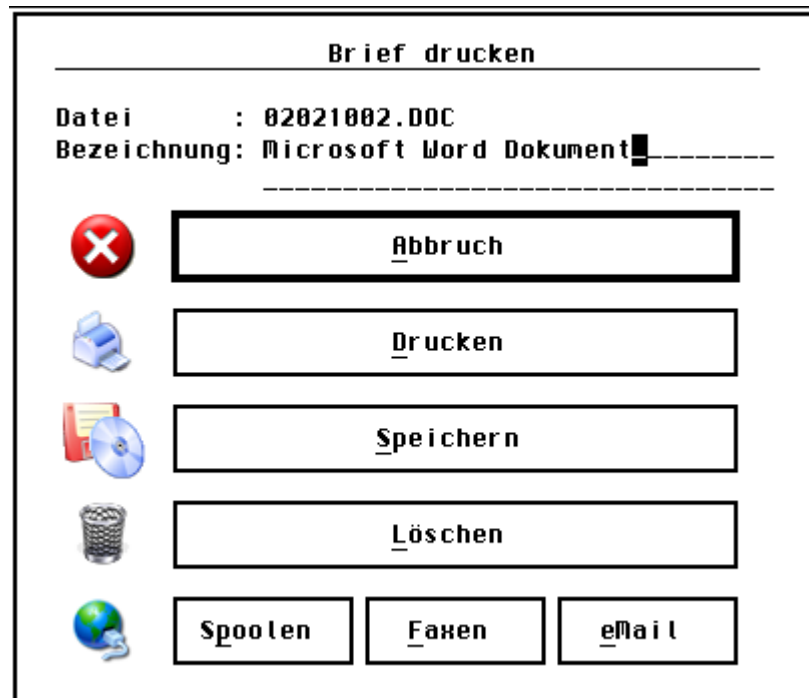 Brief drucken
Datei : 02021002.DOC
Bezeichnung: Microsoft Word Dokument
Abbruch
Drucken
Speichern
Löschen
Spoolen Faxen eMail